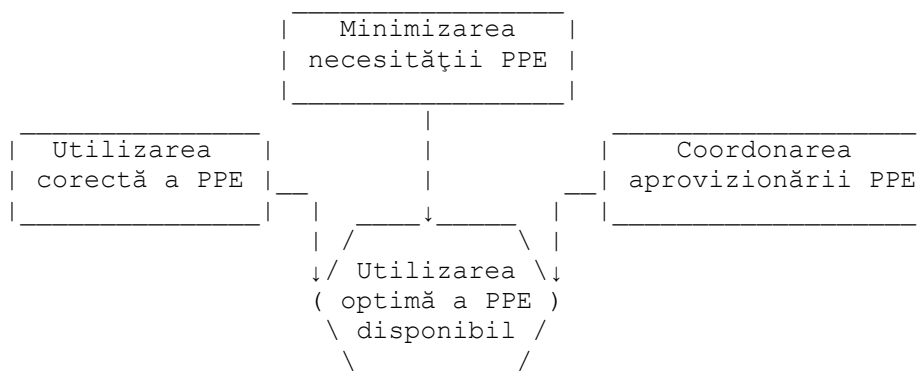 Minimizarea
necesităţii PPE
Utilizarea
corectă a PPE
Coordonarea
aprovizionării PPE
Utilizarea
optimă a PPE
disponibil